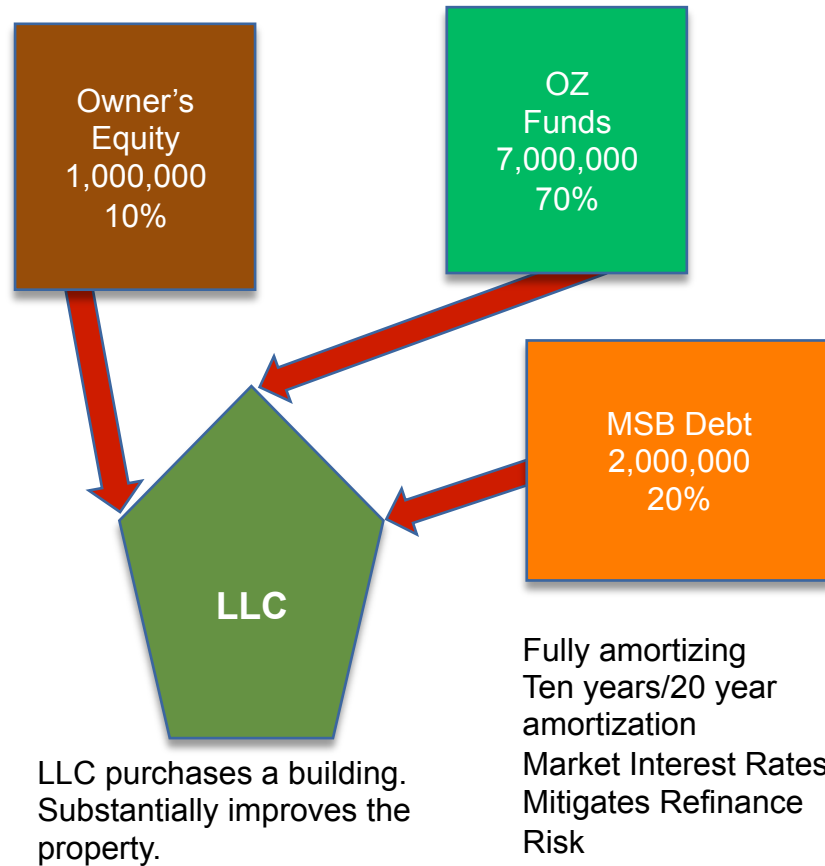 Owner’s
Equity
1,000,000
10%
OZ
Funds
7,000,000
70%
MSB Debt
2,000,000
20%
LLC
LLC purchases a building.
Substantially improves the
property.
Fully amortizing
Ten years/20 year
amortization
Market Interest Rates
Mitigates Refinance
Risk